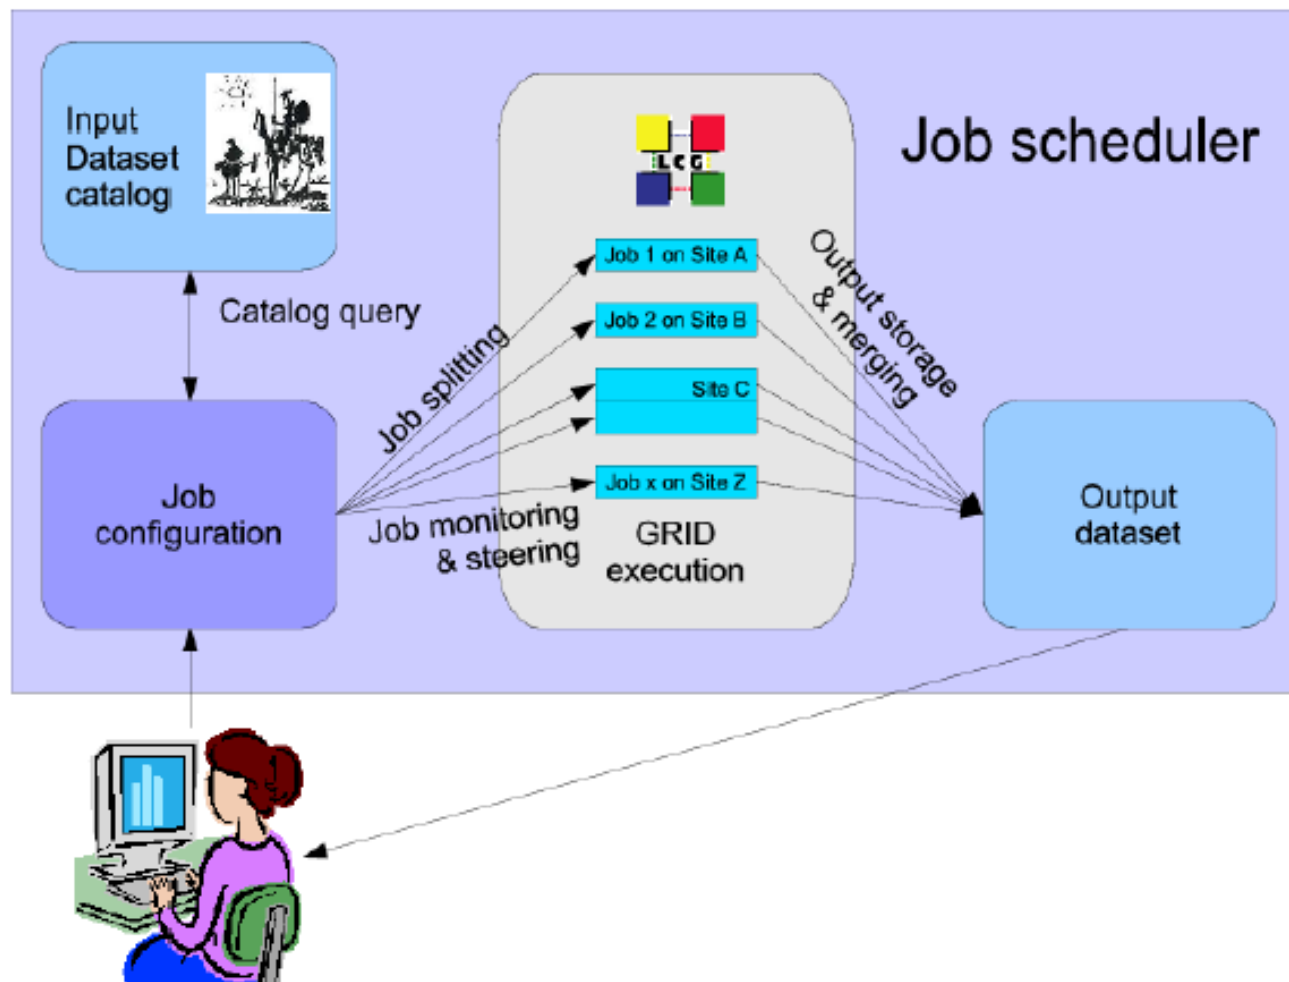 Input
Dataset
catalog
Job scheduler
LCG
Catalog query
Job splitting
Job 1 on Site A
Job 2 on Site B
Site C
Job x on Site Z
Output storage
& merging
Job
configuration
Job monitoring
& steering
GRID
execution
Output
dataset